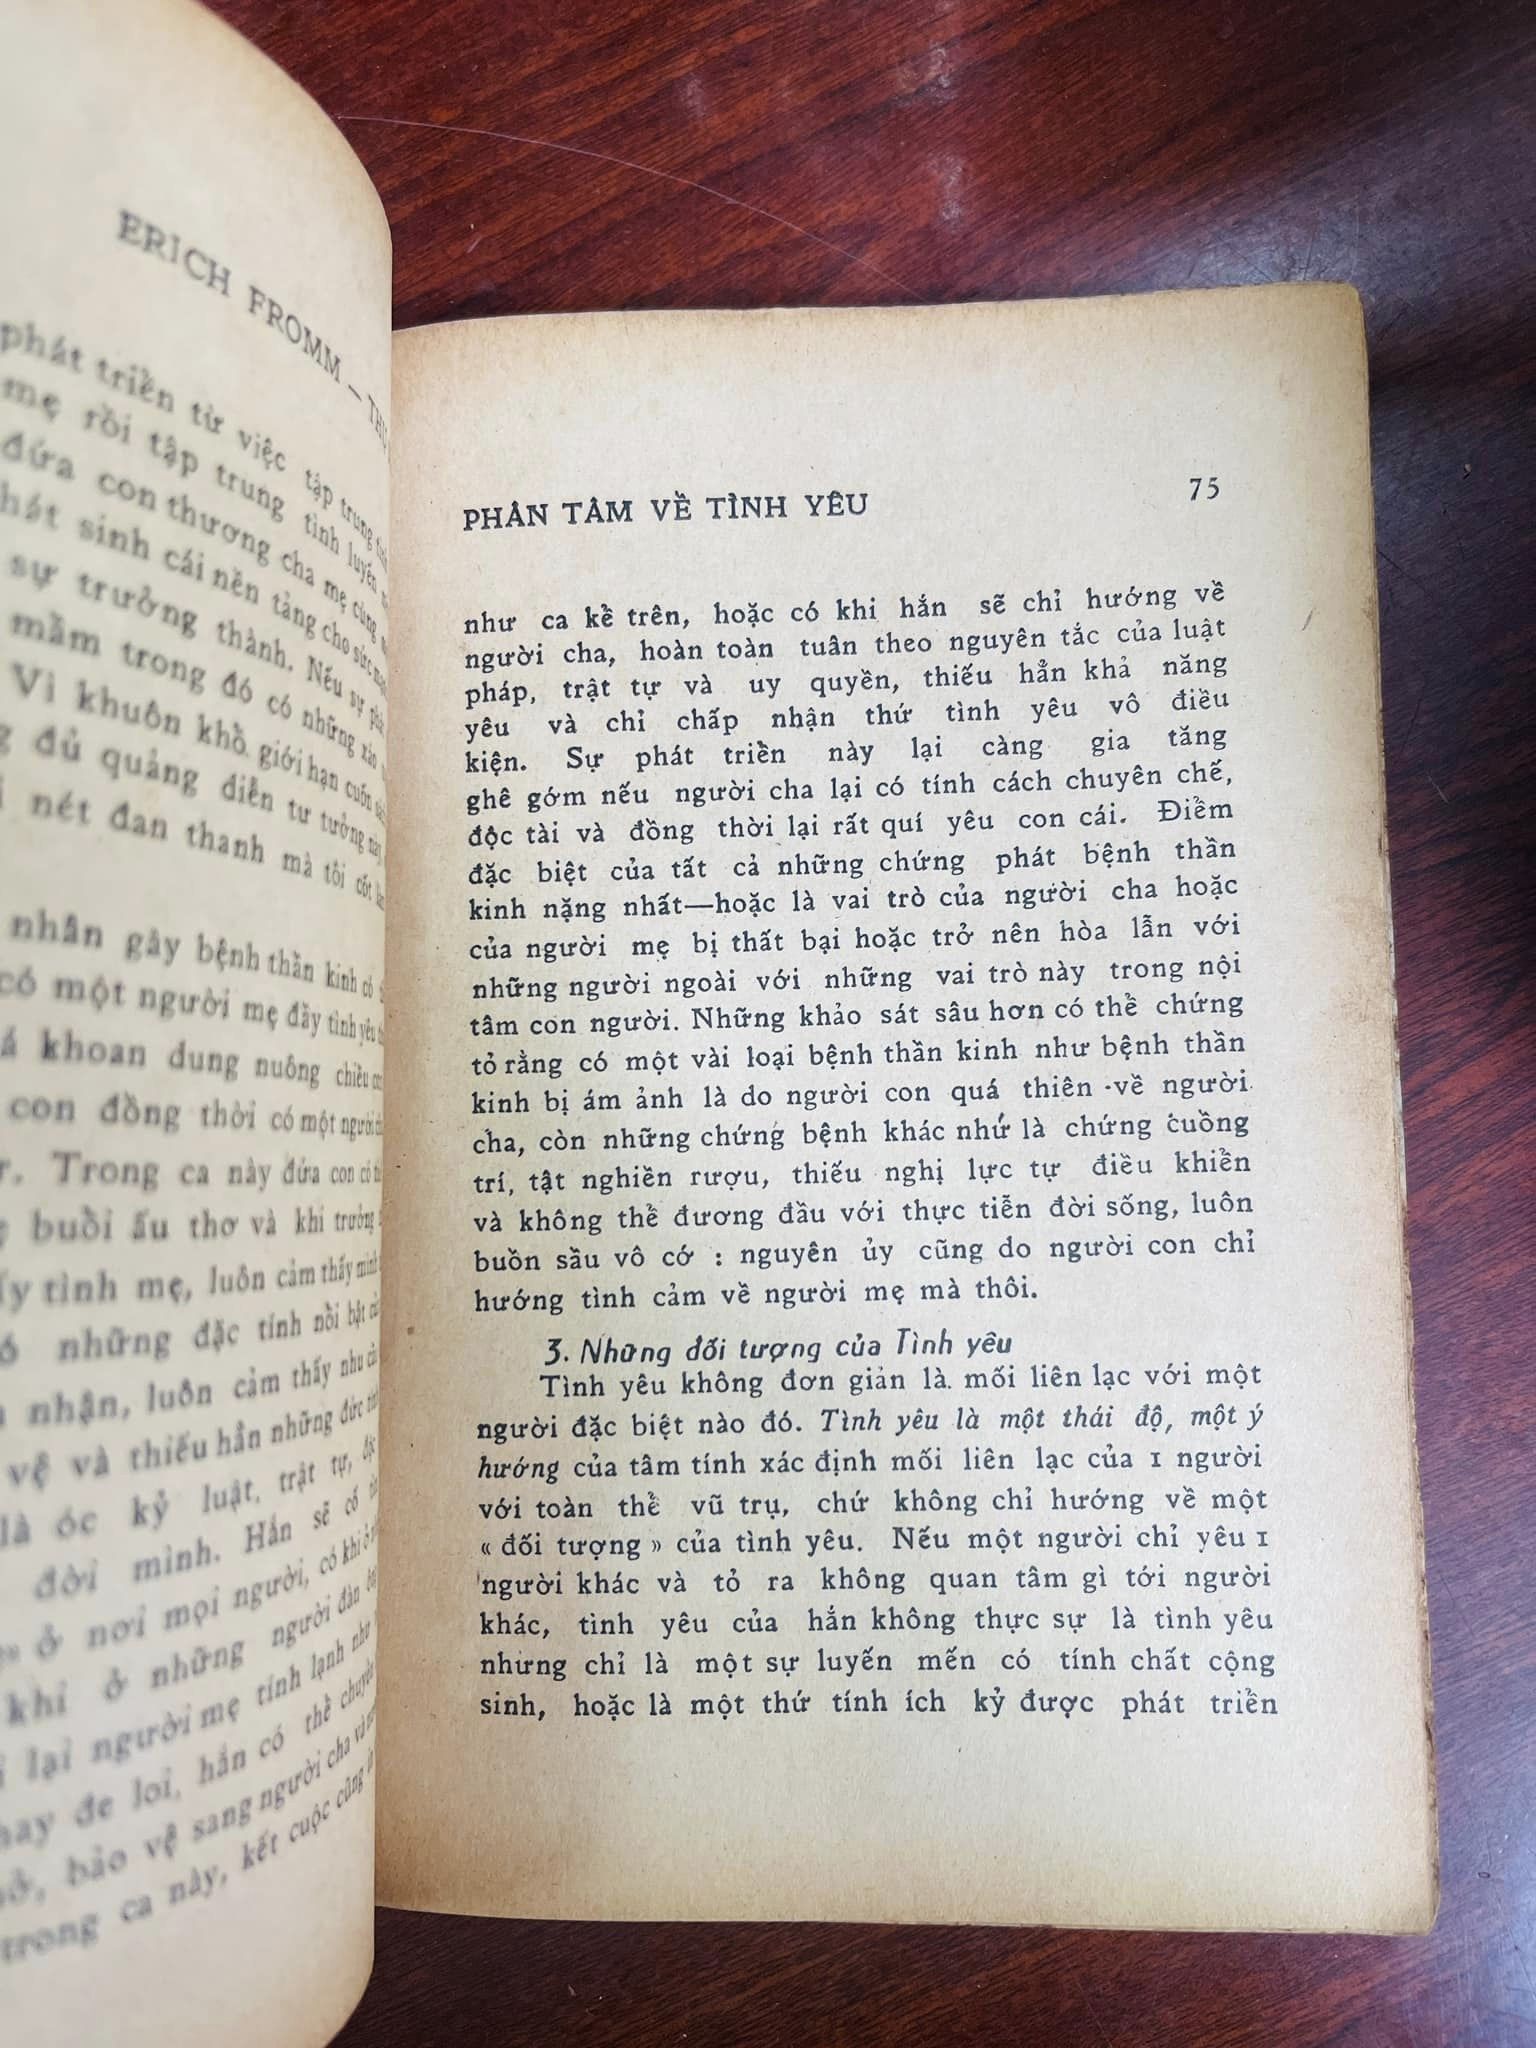 ERICH FROMM — THU
phát triển từ việc tập trung tình
mẹ rồi tập trung tình luyến
đứa con thương cha mẹ cùng
hát sinh cái nền tảng cho sức mạn
sự trưởng thành. Nếu sự phá
mầm trong đó có những xáo
Vì khuôn khổ giới hạn cuốn sác
g đủ quảng diễn tư tưởng này,
i nét đan thanh mà tôi cốt
nhân gây bệnh thần kinh có
có một người mẹ đầy tình yêu
á khoan dung nuông chiều con
con đồng thời có một người ch
r. Trong ca này đứa con có
buổi ấu thơ và khi trưởng
y tình mẹ, luôn cảm thấy mình
những đặc tính nổi bật củ
nhận, luôn cảm thấy nhu cầ
vệ và thiếu hẳn những đức tín
là óc kỷ luật, trật tự, độc
đời mình. Hắn sẽ cố
» ở nơi mọi người, có khi ở
khỉ ở những người đàn
lại người mẹ tính lạnh như
hay đe loi, hắn có thể chuyển
ở, bảo vệ sang người cha và
trong ca này, kết cuộc cũng
PHÂN TÂM VỀ TÌNH YÊU 75
như ca kề trên, hoặc có khi hắn sẽ chỉ hướng về
người cha, hoàn toàn tuân theo nguyên tắc của luật
pháp, trật tự và uy quyền, thiếu hẳn khả năng
yêu và chỉ chấp nhận thứ tình yêu vô điều
kiện. Sự phát triển này lại càng gia tăng
ghê gớm nếu người cha lại có tính cách chuyên chế,
độc tài và đồng thời lại rất quí yêu con cái. Điểm
đặc biệt của tất cả những chứng phát bệnh thần
kinh nặng nhất—hoặc là vai trò của người cha hoặc
của người mẹ bị thất bại hoặc trở nên hòa lẫn với
những người ngoài với những vai trò này trong nội
tâm con người. Những khảo sát sâu hơn có thể chứng
tỏ rằng có một vài loại bệnh thần kinh như bệnh thần
kinh bị ám ảnh là do người con quá thiên về người
cha, còn những chứng bệnh khác như là chứng cuồng
trí, tật nghiền rượu, thiếu nghị lực tự điều khiển
và không thể đương đầu với thực tiễn đời sống, luôn
buồn sầu vô cớ : nguyên ủy cũng do người con chỉ
hướng tình cảm về người mẹ mà thôi.
3. Những đối tượng của Tình yêu
Tình yêu không đơn giản là mối liên lạc với một
người đặc biệt nào đó. Tình yêu là một thái độ, một ý
hướng của tâm tính xác định mối liên lạc của 1 người
với toàn thể vũ trụ, chứ không chỉ hướng về một
« đối tượng » của tình yêu. Nếu một người chỉ yêu 1
người khác và tỏ ra không quan tâm gì tới người
khác, tình yêu của hắn không thực sự là tình yêu
nhưng chỉ là một sự luyến mến có tính chất cộng
sinh, hoặc là một thứ tính ích kỷ được phát triển